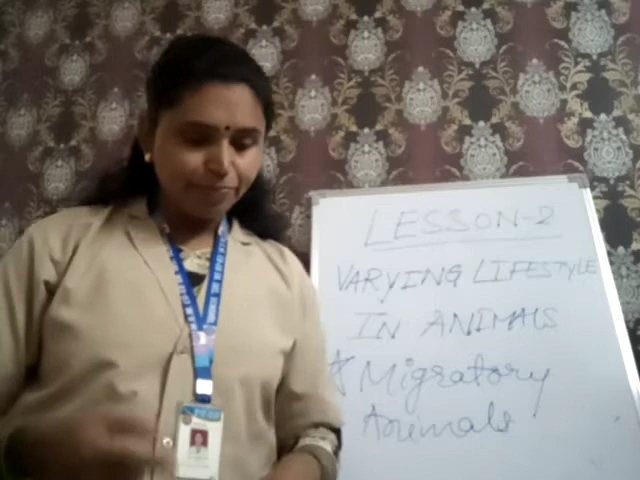 LESSON-2
VARYING LIFESTYLE
IN ANIMALS
* Migratory
Animals